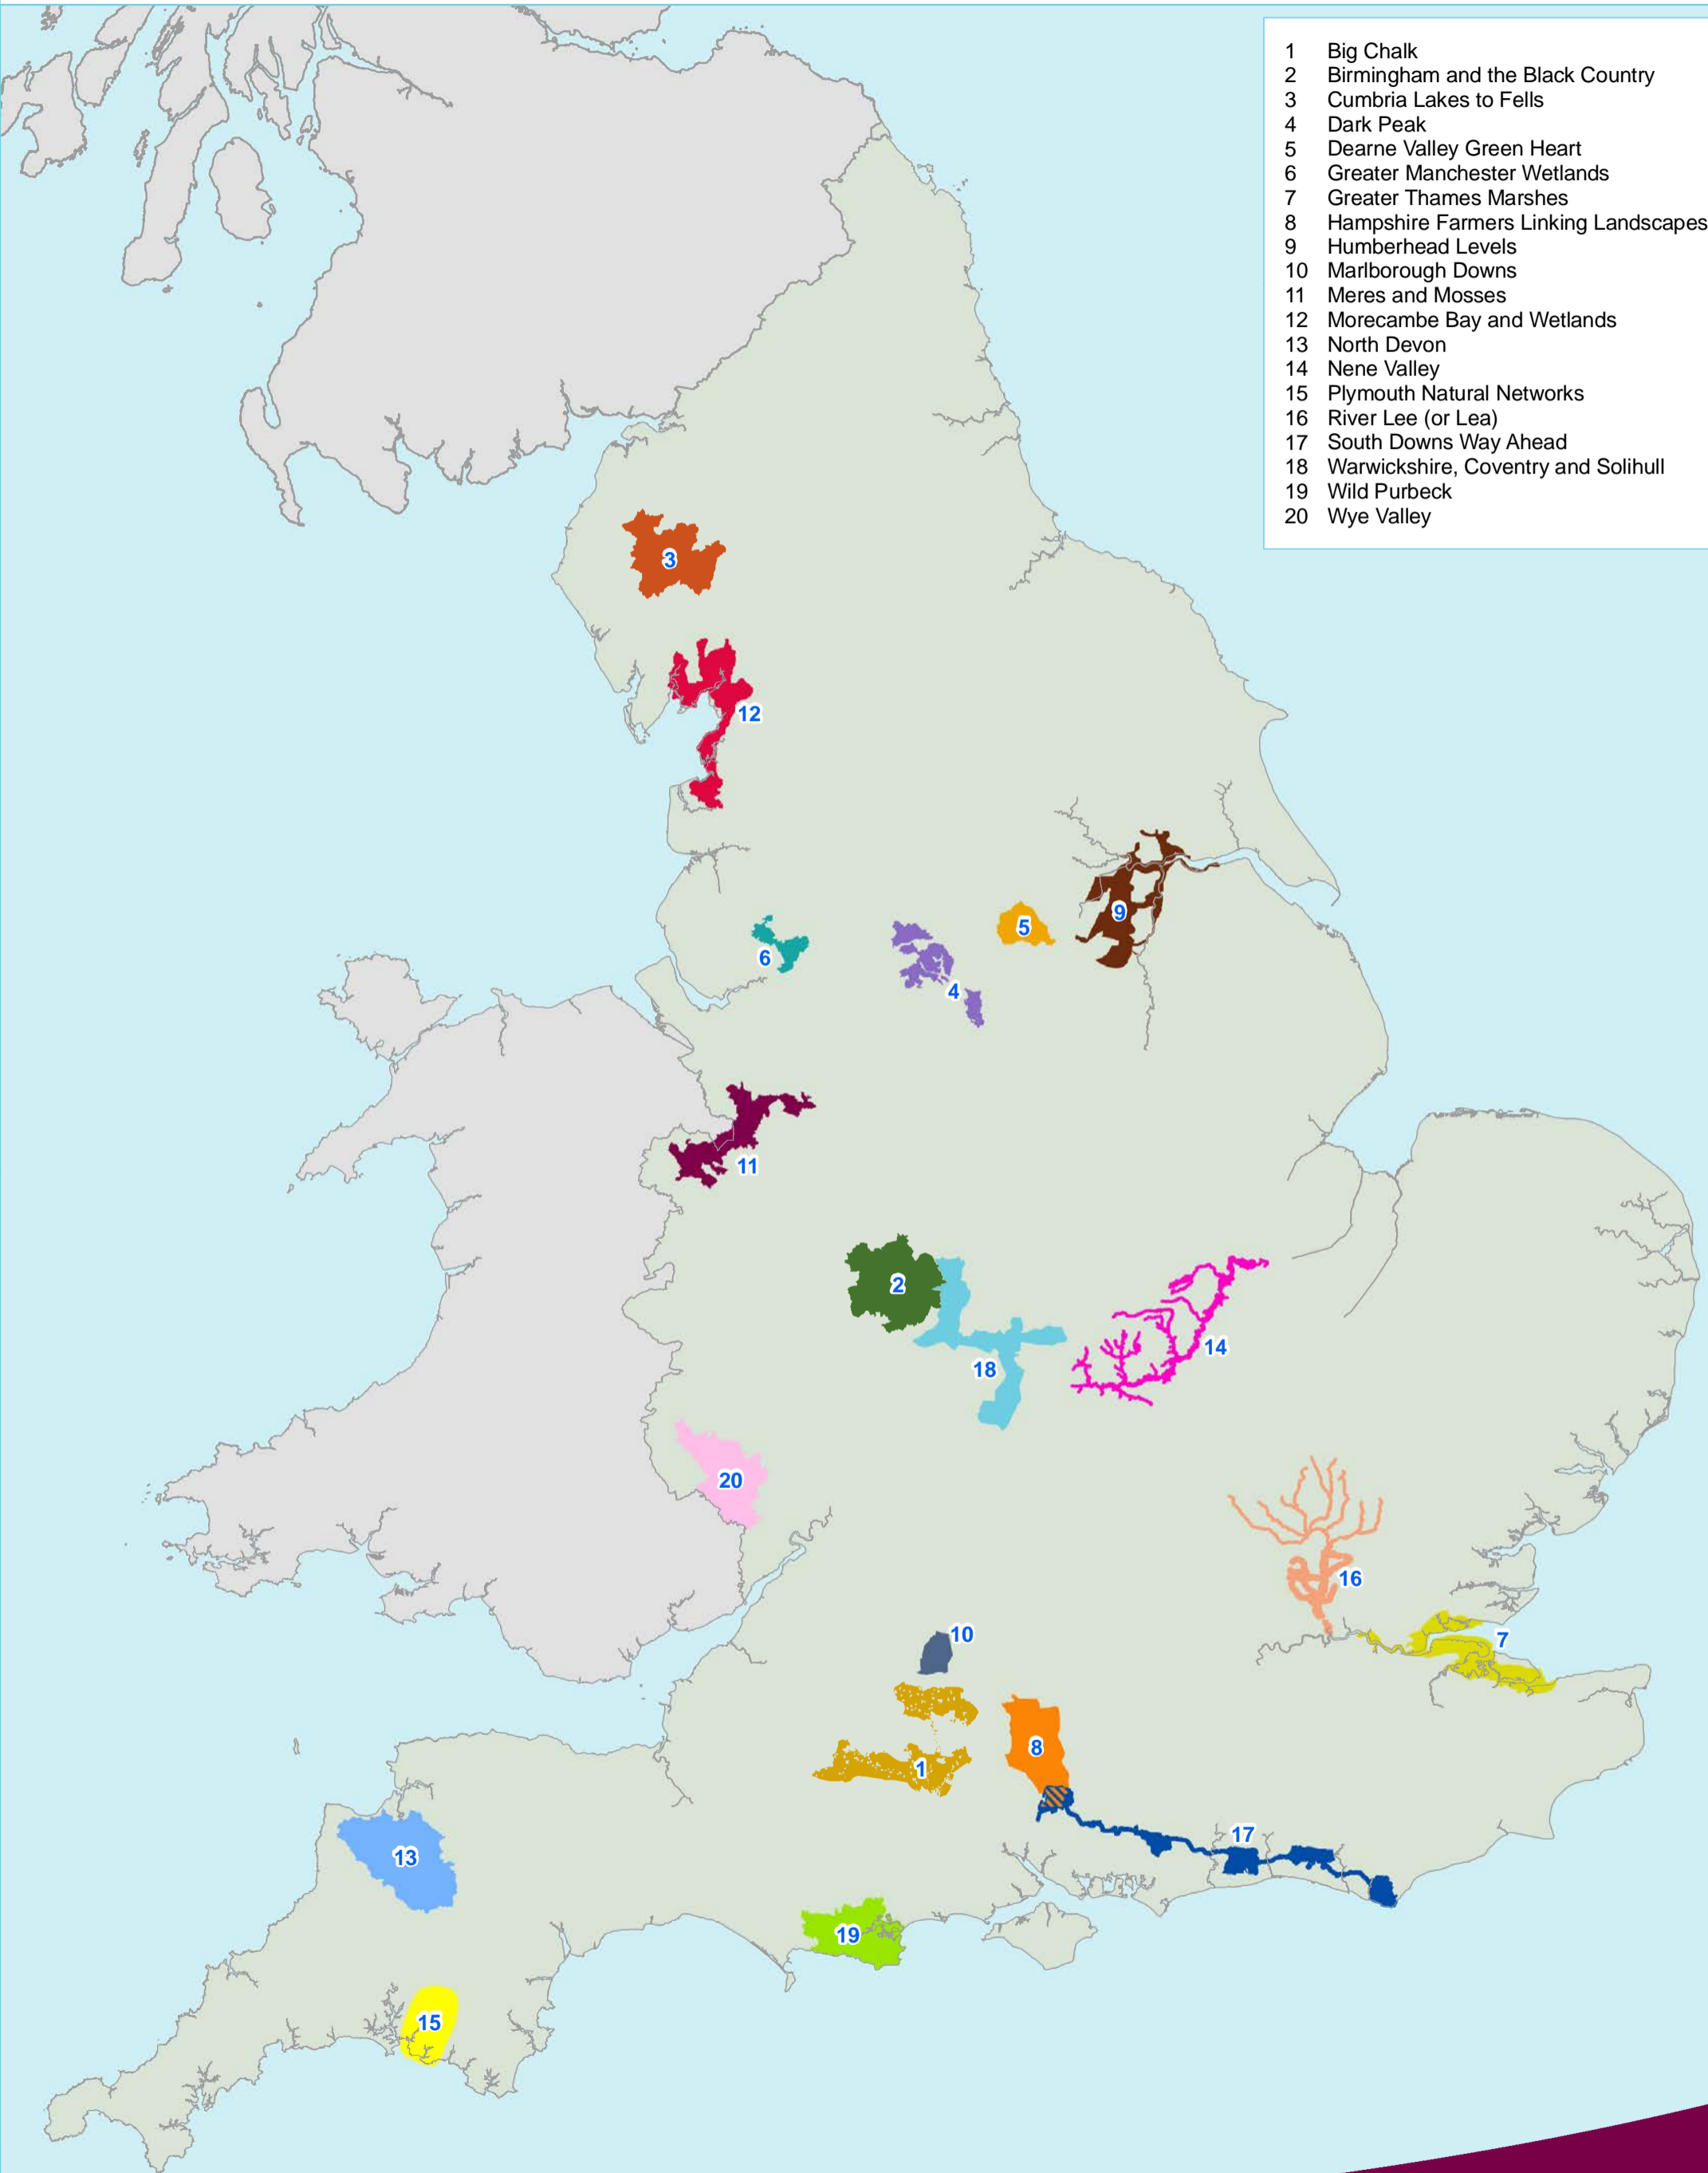 1 Big Chalk
2 Birmingham and the Black Country
3 Cumbria Lakes to Fells
4 Dark Peak
5 Dearne Valley Green Heart
6 Greater Manchester Wetlands
7 Greater Thames Marshes
8 Hampshire Farmers Linking Landscapes
9 Humberhead Levels
10 Marlborough Downs
11 Meres and Mosses
12 Morecambe Bay and Wetlands
13 North Devon
14 Nene Valley
15 Plymouth Natural Networks
16 River Lee (or Lea)
17 South Downs Way Ahead
18 Warwickshire, Coventry and Solihull
19 Wild Purbeck
20 Wye Valley
3
12
9
5
6
4
11
2
14
18
20
16
10
7
8
1
17
13
19
15